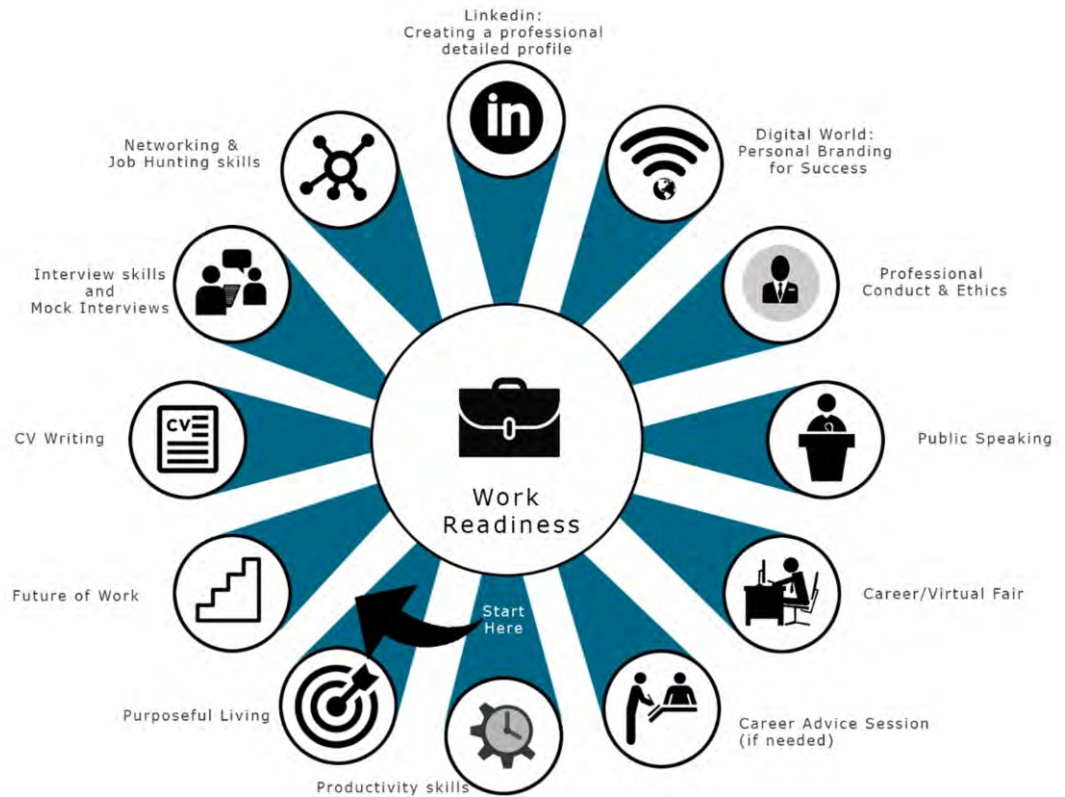 Linkedin:
Creating a professional
detailed profile
Networking &
Job Hunting skills
in
Digital World:
Personal Branding
for Success
Interview skills
and
Mock Interviews
Professional
Conduct & Ethics
CV Writing
CV
Work
Readiness
Public Speaking
Future of Work
Start
Here
Career/Virtual Fair
Purposeful Living
Career Advice Session
(if needed)
Productivity skills